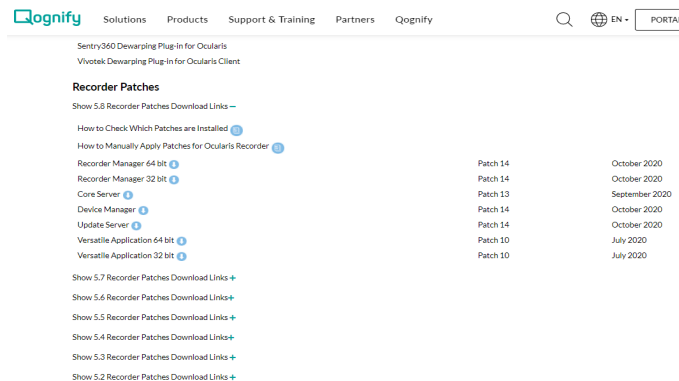 Qognify Solutions Products Support & Training Partners Qognify EN PORTAL
Sentry360 Dewarping Plug-in for Ocularis
Vivotek Dewarping Plug-in for Ocularis Client
Recorder Patches
Show 5.8 Recorder Patches Download Links −
How to Check Which Patches are Installed
How to Manually Apply Patches for Ocularis Recorder
Recorder Manager 64 bit Patch 14 October 2020
Recorder Manager 32 bit Patch 14 October 2020
Core Server Patch 13 September 2020
Device Manager Patch 14 October 2020
Update Server Patch 14 October 2020
Versatile Application 64 bit Patch 10 July 2020
Versatile Application 32 bit Patch 10 July 2020
Show 5.7 Recorder Patches Download Links +
Show 5.6 Recorder Patches Download Links+
Show 5.5 Recorder Patches Download Links +
Show 5.4 Recorder Patches Download Links+
Show 5.3 Recorder Patches Download Links +
Show 5.2 Recorder Patches Download Links +